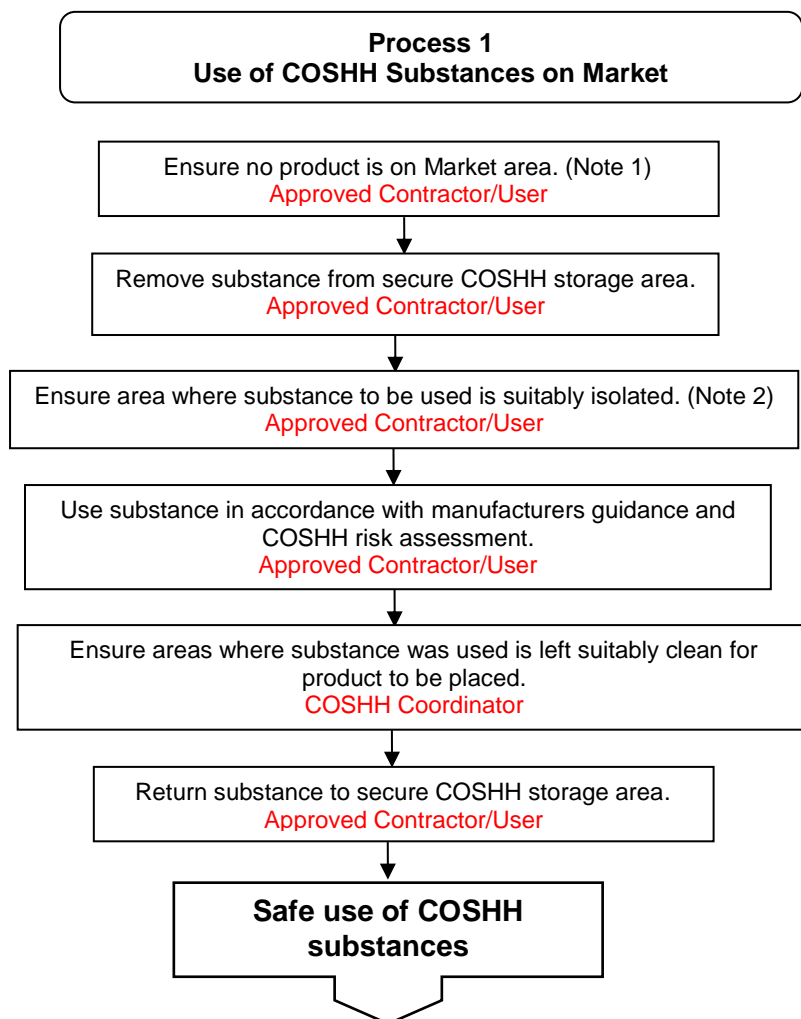 Process 1
Use of COSHH Substances on Market
Ensure no product is on Market area. (Note 1)
Approved Contractor/User
Remove substance from secure COSHH storage area.
Approved Contractor/User
Ensure area where substance to be used is suitably isolated. (Note 2)
Approved Contractor/User
Use substance in accordance with manufacturers guidance and
COSHH risk assessment.
Approved Contractor/User
Ensure areas where substance was used is left suitably clean for
product to be placed.
COSHH Coordinator
Return substance to secure COSHH storage area.
Approved Contractor/User
Safe use of COSHH
substances